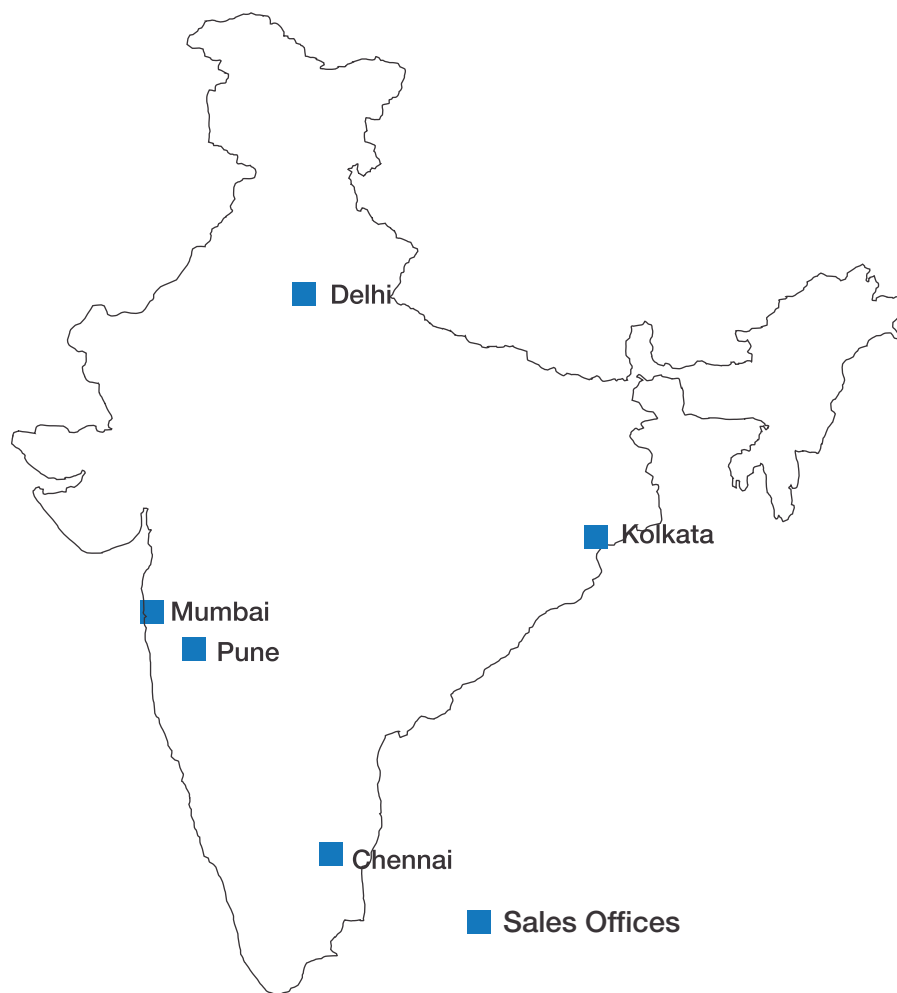 Delhi
Kolkata
Mumbai
Pune
Chennai
Sales Offices